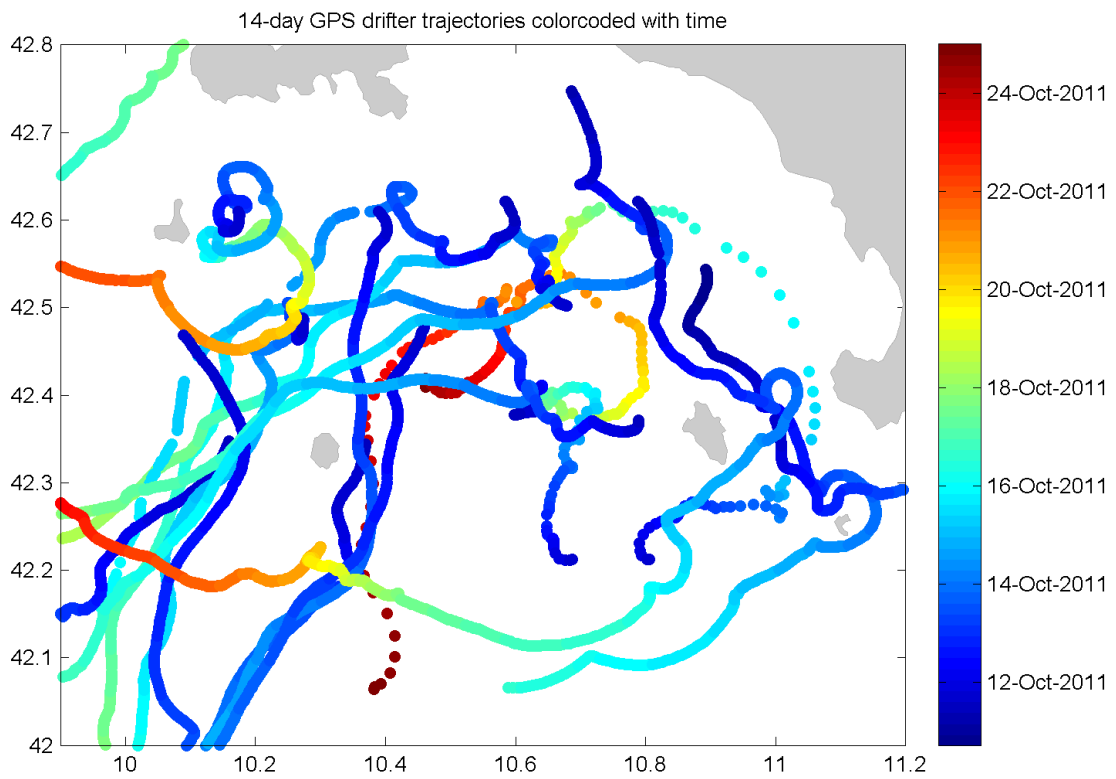 14-day GPS drifter trajectories colorcoded with time
42.8
42.7
42.6
42.5
42.4
42.3
42.2
42.1
42
10
10.2
10.4
10.6
10.8
11
11.2
24-Oct-2011
22-Oct-2011
20-Oct-2011
18-Oct-2011
16-Oct-2011
14-Oct-2011
12-Oct-2011